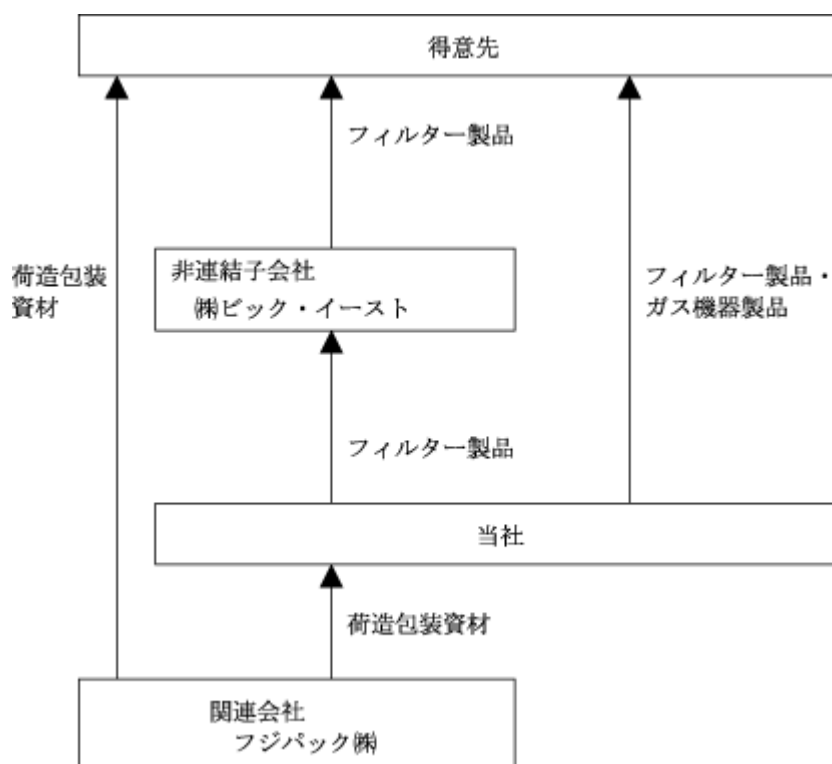 得意先
フィルター製品
荷造包装
資材
非連結子会社
㈱ビック・イースト
フィルター製品・
ガス機器製品
フィルター製品
当社
荷造包装資材
関連会社
フジパック㈱